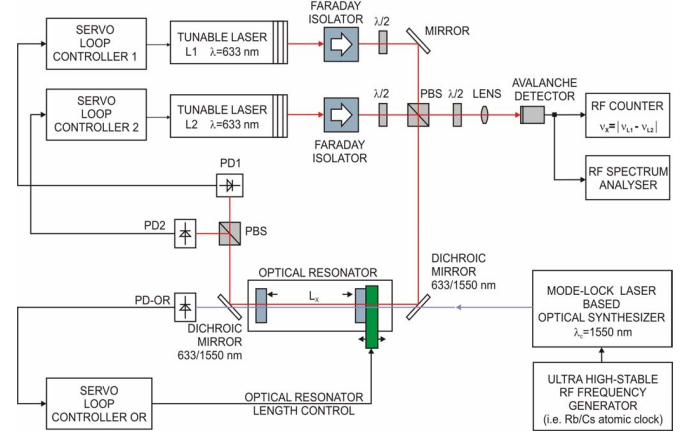 SERVO
LOOP
CONTROLLER 1
TUNABLE LASER
L1 λ=633 nm
FARADAY
ISOLATOR
λ/2
MIRROR
SERVO
LOOP
CONTROLLER 2
TUNABLE LASER
L2 λ=633 nm
FARADAY
ISOLATOR
λ/2
PBS
λ/2
LENS
AVALANCHE
DETECTOR
RF COUNTER
νX=| νL1 - νL2|
RF SPECTRUM
ANALYSER
PD1
PD2
PBS
PD-OR
OPTICAL RESONATOR
LX
DICHROIC
MIRROR
633/1550 nm
DICHROIC
MIRROR
633/1550 nm
MODE-LOCK LASER
BASED
OPTICAL SYNTHESIZER
λc=1550 nm
SERVO
LOOP
CONTROLLER OR
OPTICAL RESONATOR
LENGTH CONTROL
ULTRA HIGH-STABLE
RF FREQUENCY
GENERATOR
(i.e. Rb/Cs atomic clock)